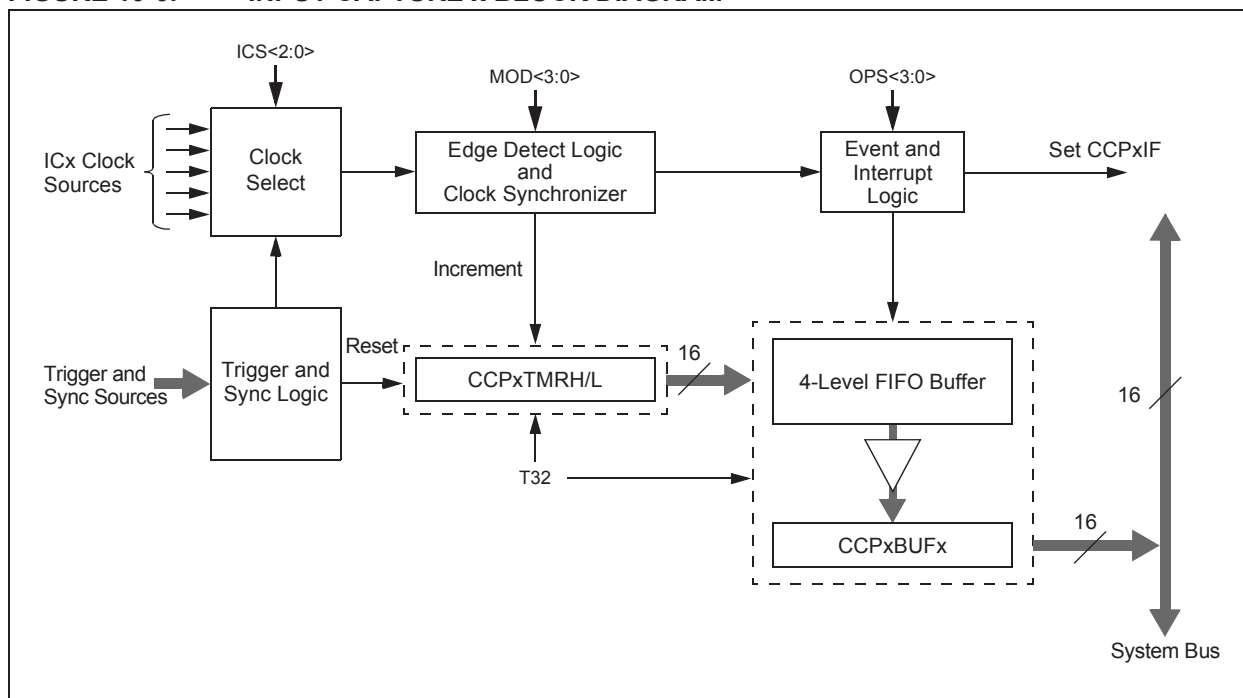 ICS<2:0>
MOD<3:0>
OPS<3:0>
ICx Clock
Sources
Clock
Select
Edge Detect Logic
and
Clock Synchronizer
Event and
Interrupt
Logic
Set CCPxIF
Increment
Trigger and
Sync Sources
Trigger and
Sync Logic
Reset
CCPxTMRH/L
16
4-Level FIFO Buffer
16
T32
CCPxBUFx
16
System Bus